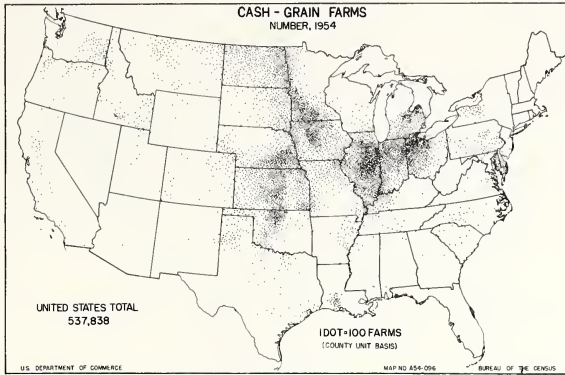 CASH - GRAIN FARMS
NUMBER, 1954
UNITED STATES TOTAL
537,838
1 DOT=100 FARMS
(COUNTY UNIT BASIS)
U.S. DEPARTMENT OF COMMERCE
MAP NO. A54-096
BUREAU OF THE CENSUS